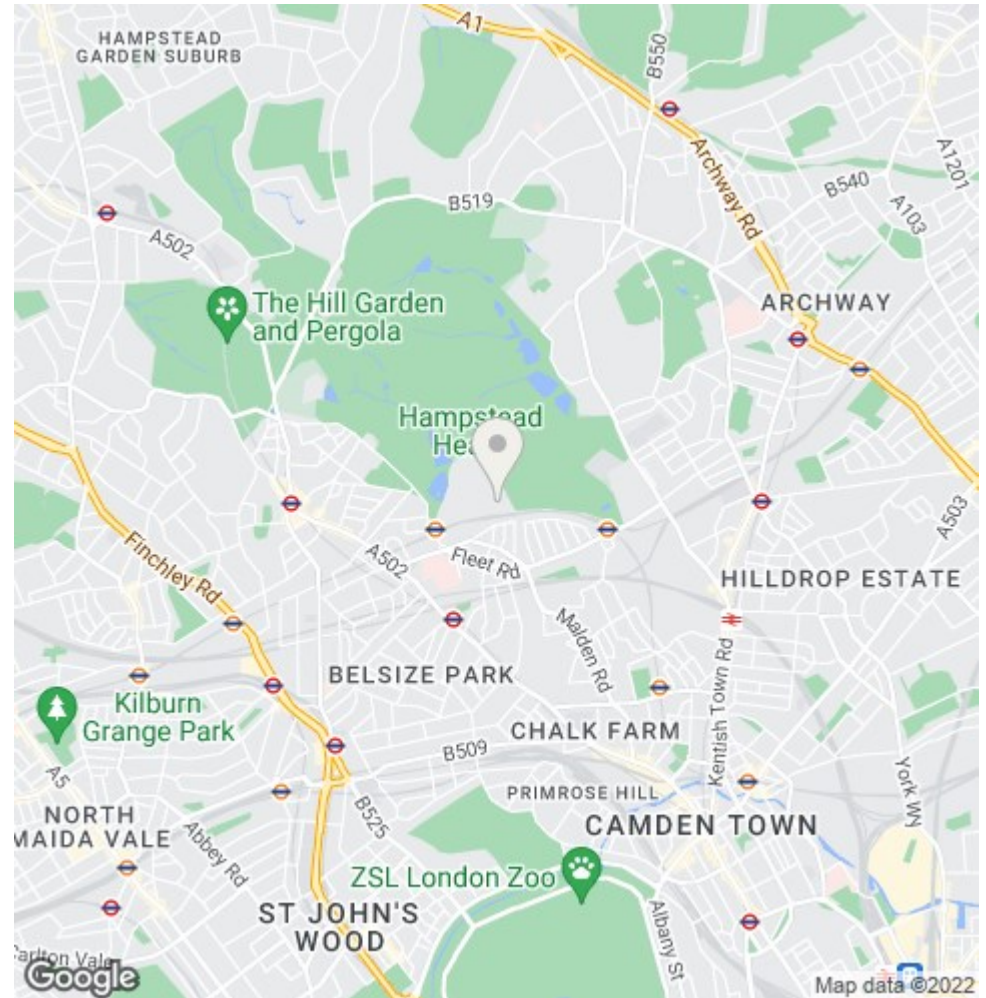 HAMPSTEAD
GARDEN SUBURB
A1
B550
A1201
B519
Archway Rd
B540
A103
A502
The Hill Garden
and Pergola
ARCHWAY
Hampstead
Finchley Rd
A502
Fleet Rd
A503
HILLDROP ESTATE
Malden Rd
BELSIZE PARK
Kentish Town Rd
Kilburn
Grange Park
CHALK FARM
B509
A5
PRIMROSE HILL
York Wy
NORTH
MAIDA VALE
B525
CAMDEN TOWN
Abbey Rd
ZSL London Zoo
ST JOHN'S
WOOD
Albany St
Carlton Vale
Google
Map data ©2022